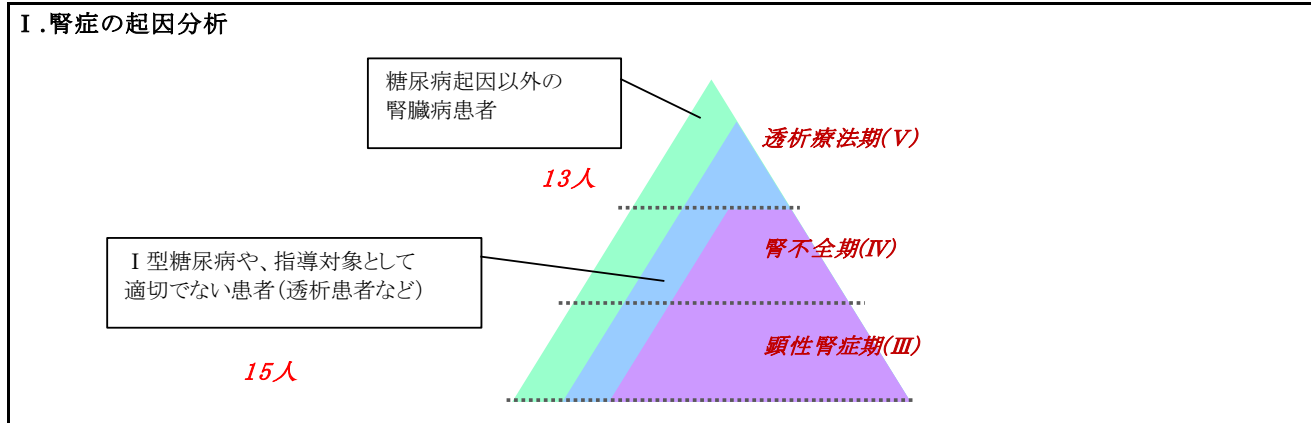 Ⅰ.腎症の起因分析
糖尿病起因以外の
腎臓病患者
透析療法期(Ⅴ)
13人
腎不全期(Ⅳ)
Ⅰ型糖尿病や、指導対象として
適切でない患者(透析患者など)
顕性腎症期(Ⅲ)
15人